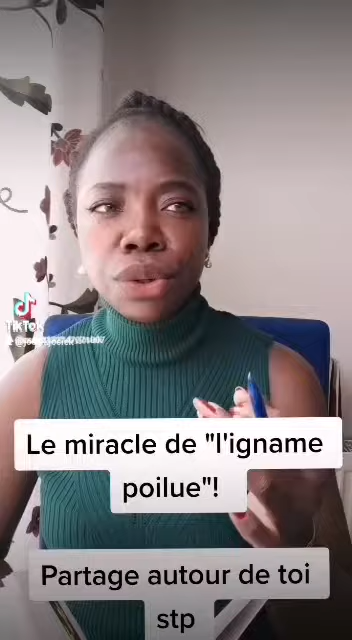 TikTok
Le miracle de "l'igname
poilue"!
Partage autour de toi
stp